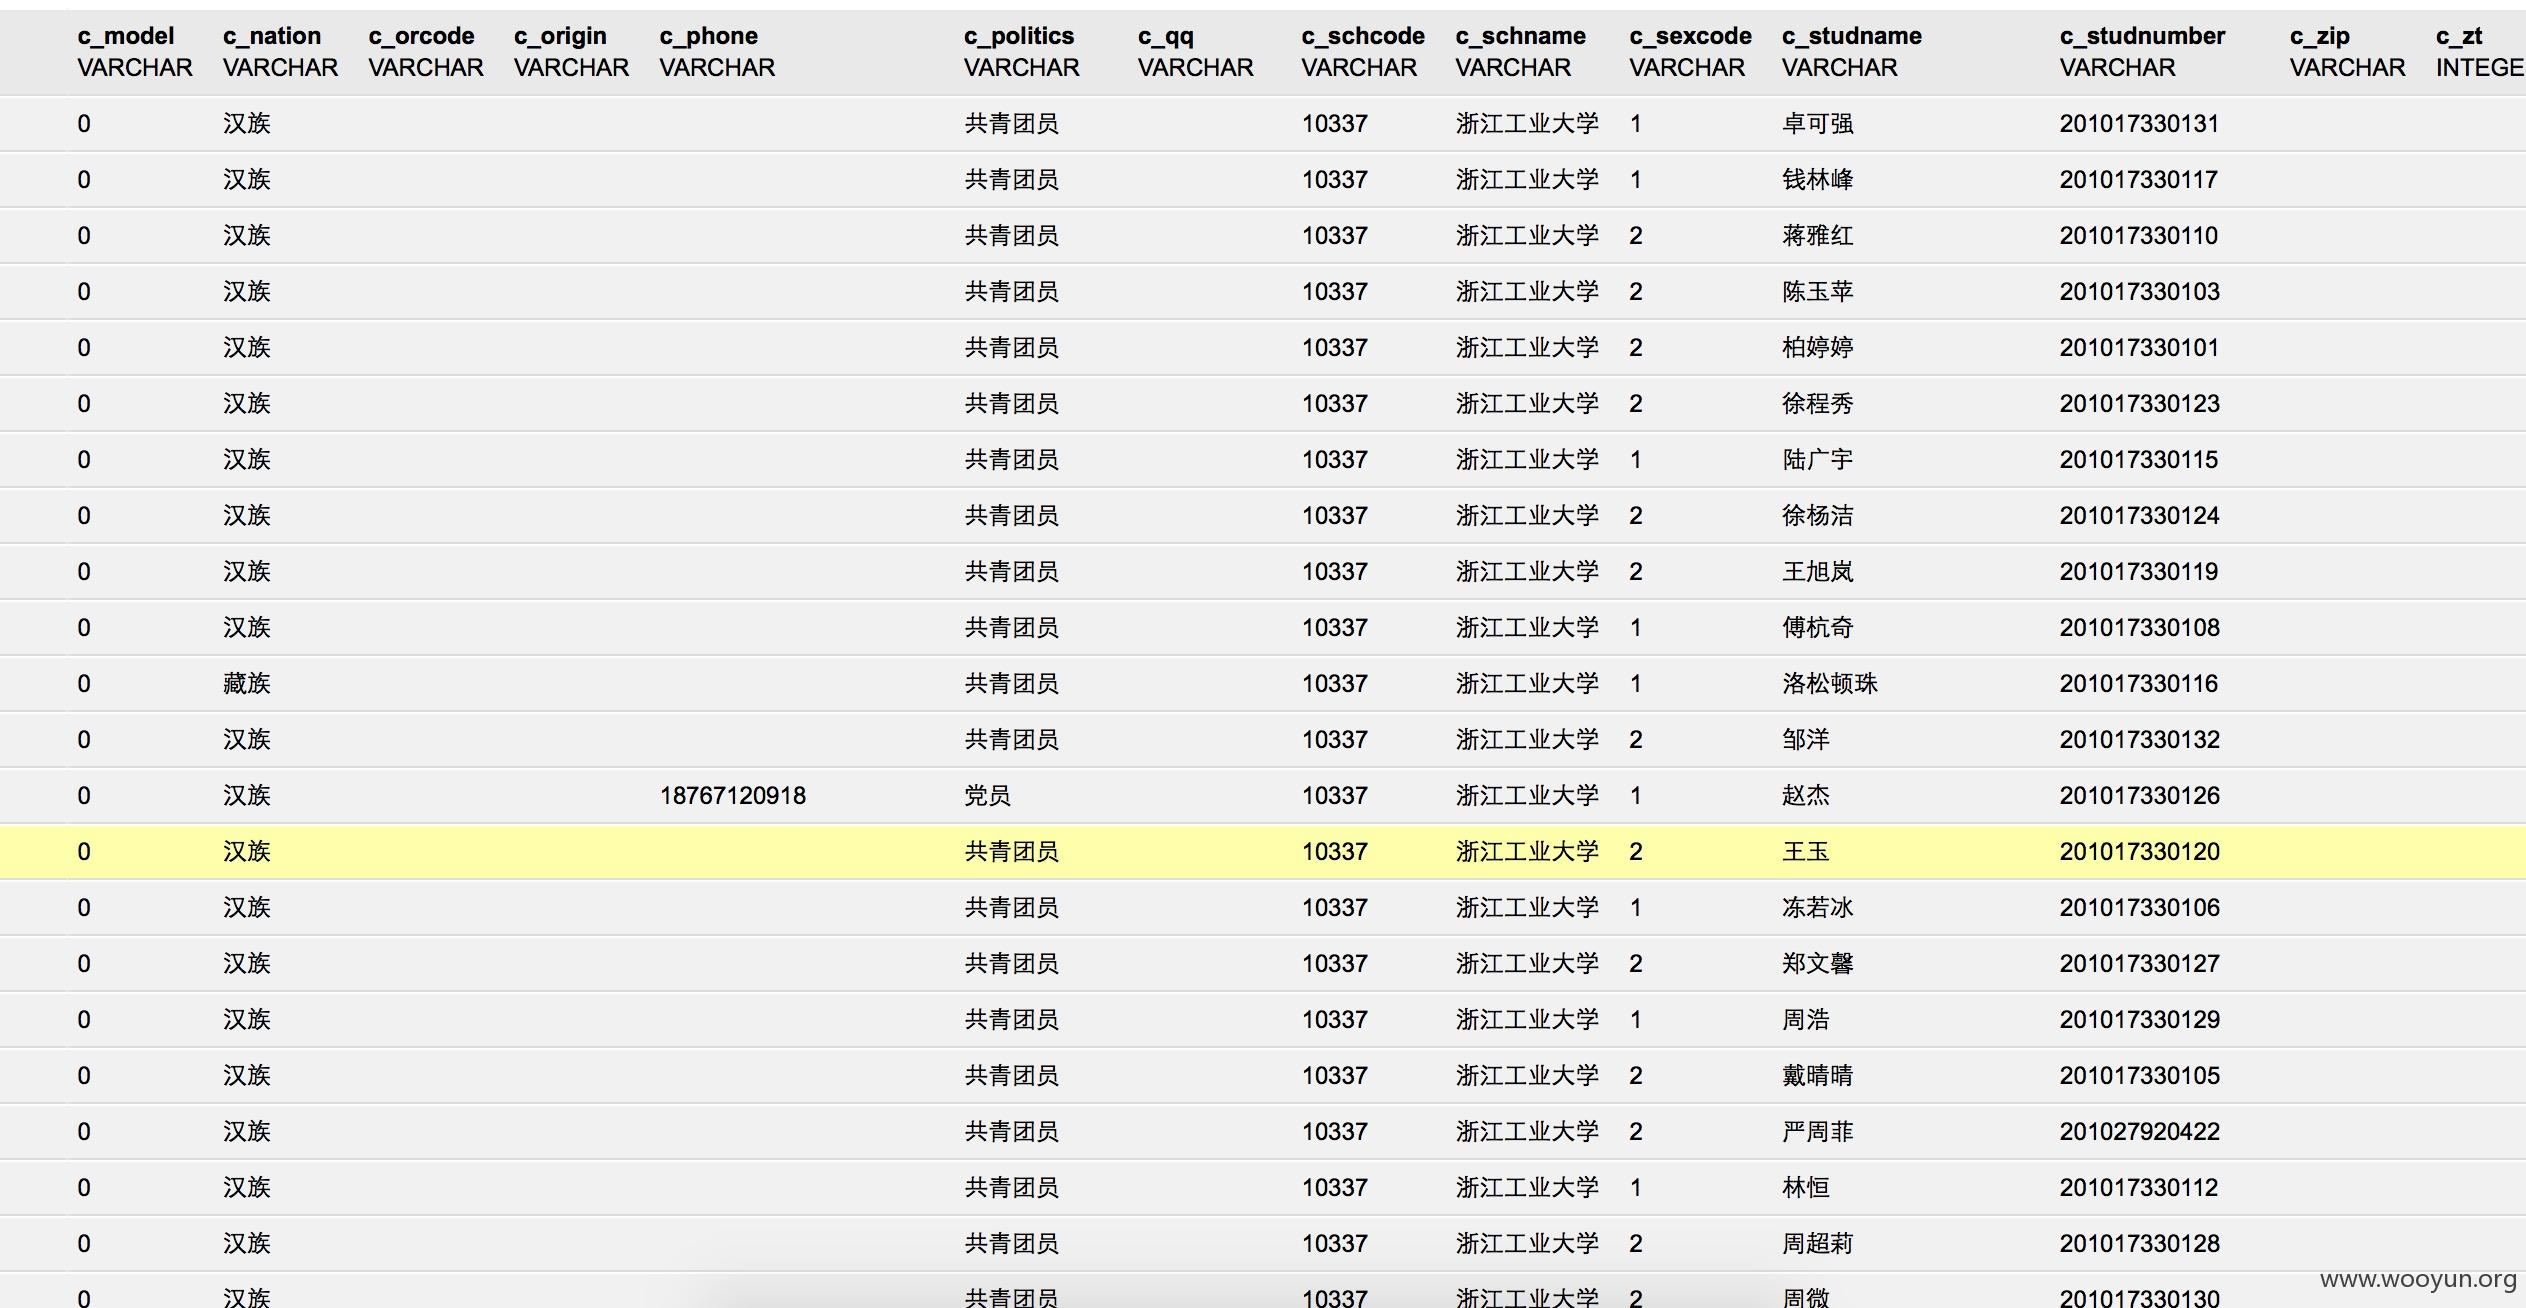 c_model c_nation c_orcode c_origin c_phone c_politics c_qq c_schcode c_schname c_sexcode c_studname c_studnumber c_zip c_zt
VARCHAR VARCHAR VARCHAR VARCHAR VARCHAR VARCHAR VARCHAR VARCHAR VARCHAR VARCHAR VARCHAR VARCHAR VARCHAR INTEGE
0 汉族 共青团员 10337 浙江工业大学 1 卓可强 201017330131
0 汉族 共青团员 10337 浙江工业大学 1 钱林峰 201017330117
0 汉族 共青团员 10337 浙江工业大学 2 蒋雅红 201017330110
0 汉族 共青团员 10337 浙江工业大学 2 陈玉苹 201017330103
0 汉族 共青团员 10337 浙江工业大学 2 柏婷婷 201017330101
0 汉族 共青团员 10337 浙江工业大学 2 徐程秀 201017330123
0 汉族 共青团员 10337 浙江工业大学 1 陆广宇 201017330115
0 汉族 共青团员 10337 浙江工业大学 2 徐杨洁 201017330124
0 汉族 共青团员 10337 浙江工业大学 2 王旭岚 201017330119
0 汉族 共青团员 10337 浙江工业大学 1 傅杭奇 201017330108
0 藏族 共青团员 10337 浙江工业大学 1 洛松顿珠 201017330116
0 汉族 共青团员 10337 浙江工业大学 2 邹洋 201017330132
0 汉族 18767120918 党员 10337 浙江工业大学 1 赵杰 201017330126
0 汉族 共青团员 10337 浙江工业大学 2 王玉 201017330120
0 汉族 共青团员 10337 浙江工业大学 1 冻若冰 201017330106
0 汉族 共青团员 10337 浙江工业大学 2 郑文馨 201017330127
0 汉族 共青团员 10337 浙江工业大学 1 周浩 201017330129
0 汉族 共青团员 10337 浙江工业大学 2 戴晴晴 201017330105
0 汉族 共青团员 10337 浙江工业大学 2 严周菲 201027920422
0 汉族 共青团员 10337 浙江工业大学 1 林恒 201017330112
0 汉族 共青团员 10337 浙江工业大学 2 周超莉 201017330128
0 汉族 共青团员 10337 浙江工业大学 2 周微 201017330130
www.wooyun.org